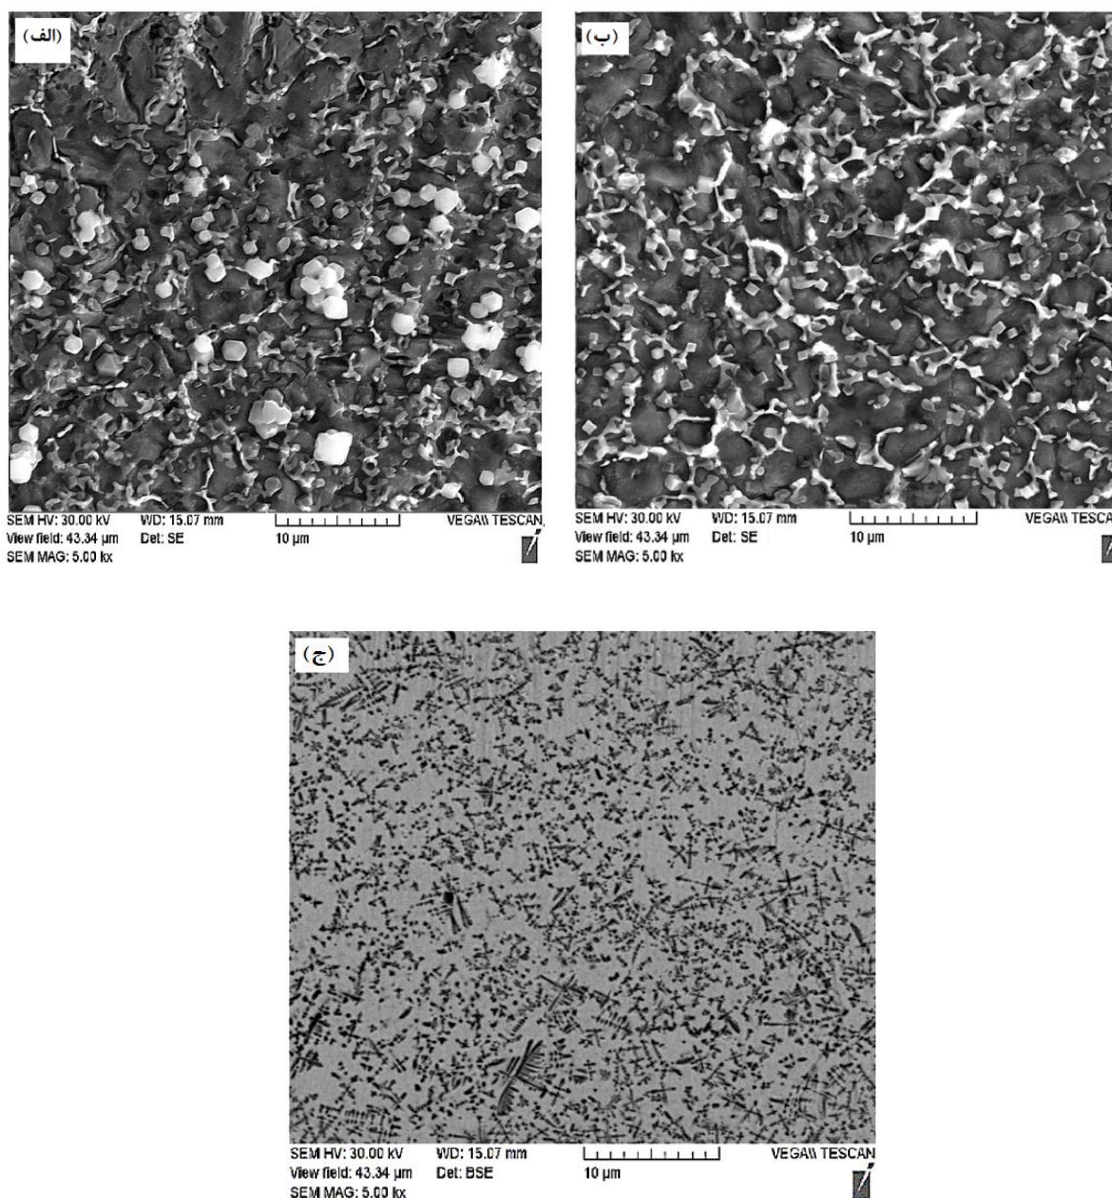 (الف)
SEM HV: 30.00 kV WD: 15.07 mm VEGA\\ TESCAN
View field: 43.34 µm Det: SE 10 µm
SEM MAG: 5.00 kx
(ب)
SEM HV: 30.00 kV WD: 15.07 mm VEGA\\ TESCAN
View field: 43.34 µm Det: SE 10 µm
SEM MAG: 5.00 kx
(ج)
SEM HV: 30.00 kV WD: 15.07 mm VEGA\\ TESCAN
View field: 43.34 µm Det: BSE 10 µm
SEM MAG: 5.00 kx